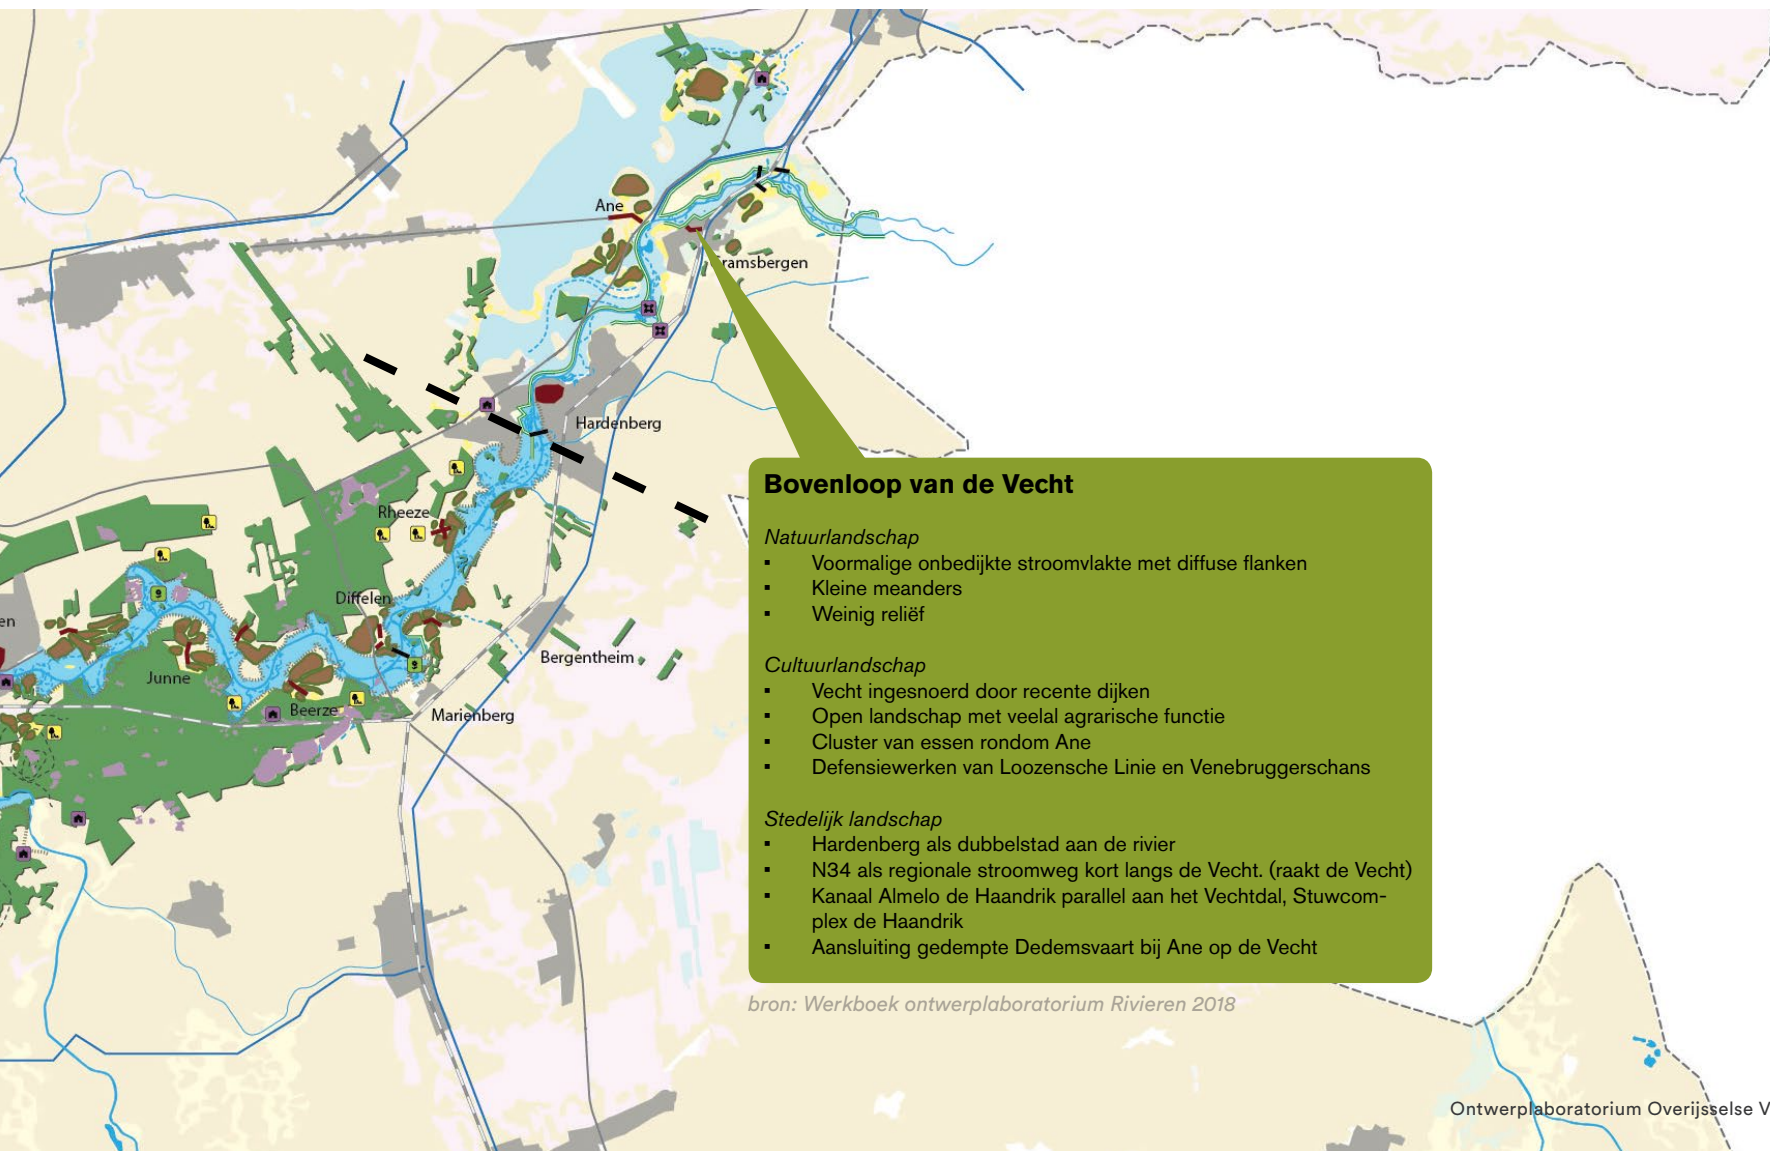 Ane
Gramsbergen
Hardenberg
Rheeze
Diffelen
en
Junne
Beerze
Bergentheim
Marienberg
Bovenloop van de Vecht
Natuurlandschap
▪ Voormalige onbedijkte stroomvlakte met diffuse flanken
▪ Kleine meanders
▪ Weinig reliëf
Cultuurlandschap
▪ Vecht ingesnoerd door recente dijken
▪ Open landschap met veelal agrarische functie
▪ Cluster van essen rondom Ane
▪ Defensiewerken van Loozensche Linie en Venebruggerschans
Stedelijk landschap
▪ Hardenberg als dubbelstad aan de rivier
▪ N34 als regionale stroomweg kort langs de Vecht. (raakt de Vecht)
▪ Kanaal Almelo de Haandrik parallel aan het Vechtdal, Stuwcom-
plex de Haandrik
▪ Aansluiting gedempte Dedemsvaart bij Ane op de Vecht
bron: Werkboek ontwerplaboratorium Rivieren 2018
Ontwerplaboratorium Overijsselse V